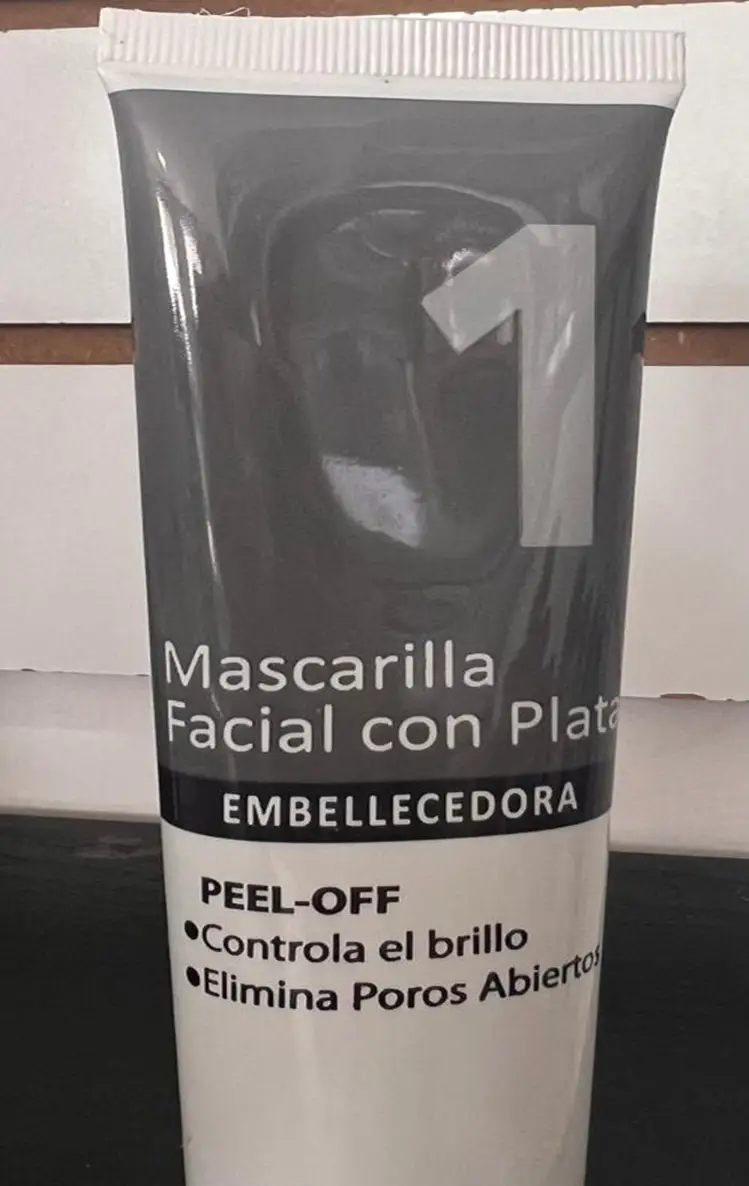 1
Mascarilla
Facial con Plata
EMBELLECEDORA
PEEL-OFF
•Controla el brillo
•Elimina Poros Abiertos